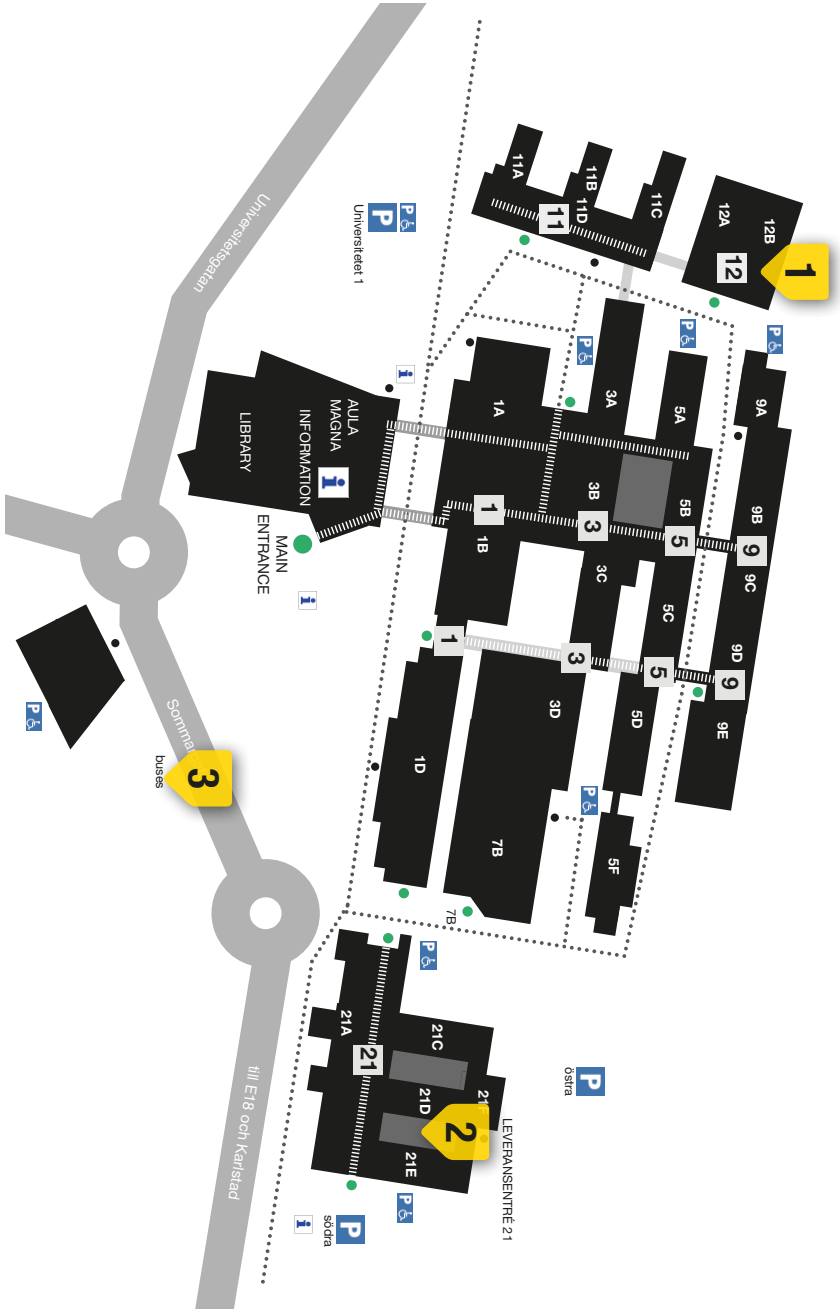 12B
1
12A
12
P
9A
9B
9
9C
9D
9
9E
P
11C
5A
5B
5
5C
5
5D
5F
11B
11D
11
11A
P
3A
3B
3
3C
3
3D
P
P
östra
1A
1
1B
1
1D
7B
7B
LEVERANSENTRÉ 21
21F
21C
21D
2
21E
21A
21
P
P
P
P
Universitetet 1
i
AULA
MAGNA
INFORMATION
i
LIBRARY
MAIN
ENTRANCE
i
P
södra
i
Universitetsgatan
3
buses
till E18 och Karlstad
P